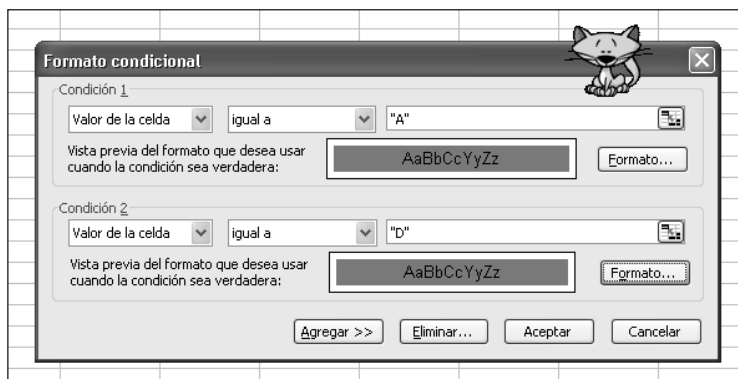 Formato condicional
Condición 1
Valor de la celda igual a "A"
Vista previa del formato que desea usar
cuando la condición sea verdadera:
AaBbCcYyZz Formato...
Condición 2
Valor de la celda igual a "D"
Vista previa del formato que desea usar
cuando la condición sea verdadera:
AaBbCcYyZz Formato...
Agregar >> Eliminar... Aceptar Cancelar